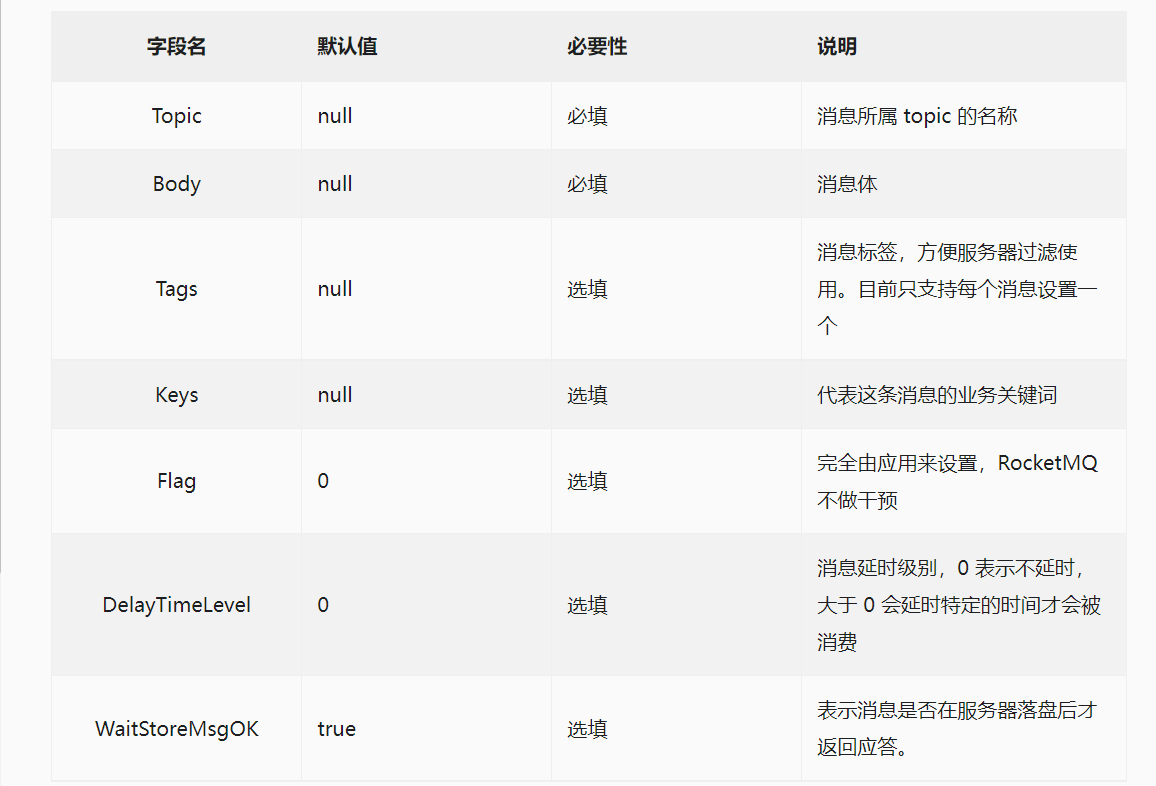 字段名 默认值 必要性 说明
Topic null 必填 消息所属 topic 的名称
Body null 必填 消息体
Tags null 选填 消息标签，方便服务器过滤使
用。目前只支持每个消息设置一
个
Keys null 选填 代表这条消息的业务关键词
Flag 0 选填 完全由应用来设置，RocketMQ
不做干预
DelayTimeLevel 0 选填 消息延时级别，0 表示不延时，
大于 0 会延时特定的时间才会被
消费
WaitStoreMsgOK true 选填 表示消息是否在服务器落盘后才
返回应答。